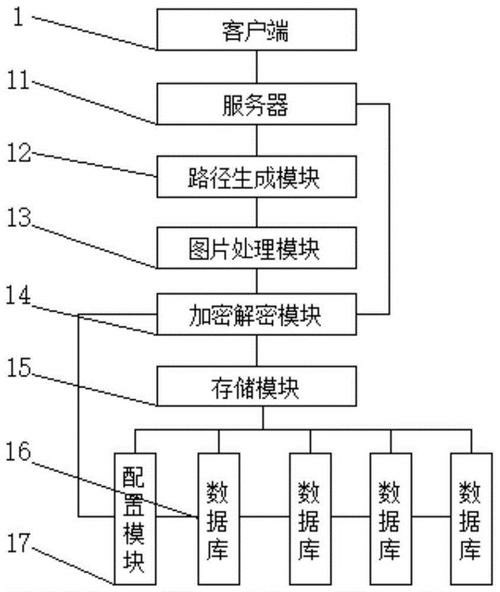 1
客户端
11
服务器
12
路径生成模块
13
图片处理模块
14
加密解密模块
15
存储模块
16
17
配置模块
数据库
数据库
数据库
数据库